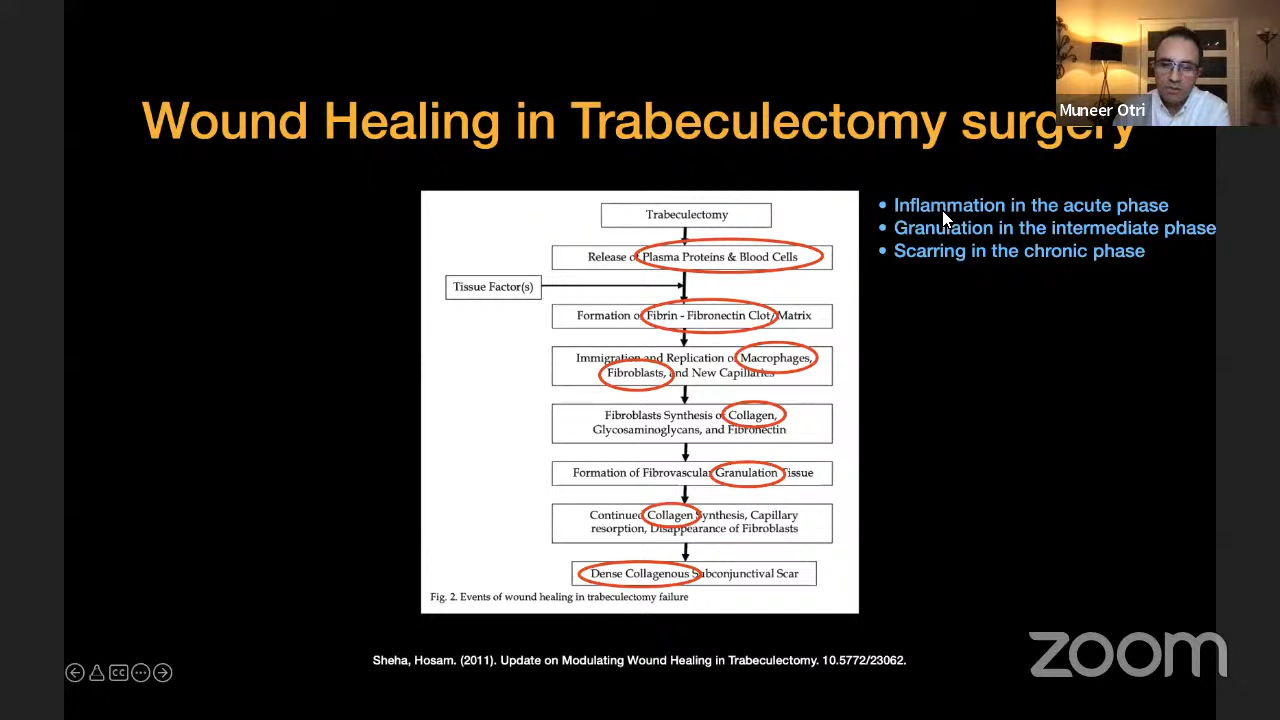 Muneer Otri
Wound Healing in Trabeculectomy surgery
• Inflammation in the acute phase
• Granulation in the intermediate phase
• Scarring in the chronic phase
Trabeculectomy
Release of Plasma Proteins & Blood Cells
Tissue Factor(s)
Formation of Fibrin - Fibronectin Clot/Matrix
Immigration and Replication of Macrophages,
Fibroblasts, and New Capillaries
Fibroblasts Synthesis of Collagen,
Glycosaminoglycans, and Fibronectin
Formation of Fibrovascular Granulation Tissue
Continued Collagen Synthesis, Capillary
resorption, Disappearance of Fibroblasts
Dense Collagenous Subconjunctival Scar
Fig. 2. Events of wound healing in trabeculectomy failure
Sheha, Hosam. (2011). Update on Modulating Wound Healing in Trabeculectomy. 10.5772/23062.
CC
zoom